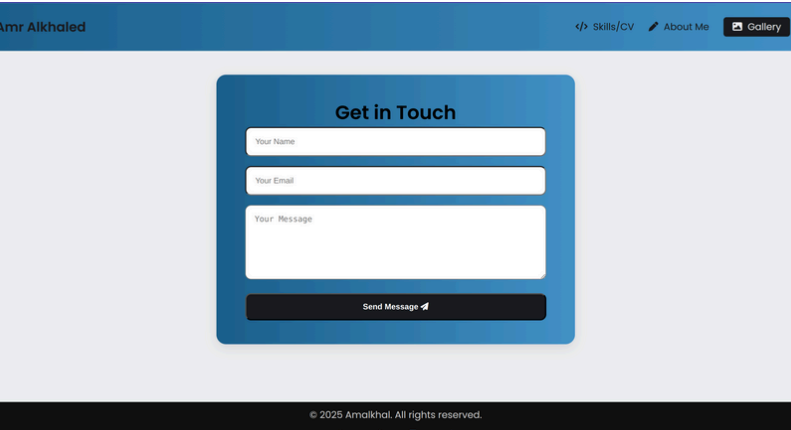 Amr Alkhaled
</> Skills/CV About Me Gallery
Get in Touch
Your Name
Your Email
Your Message
Send Message
© 2025 Amalkhal. All rights reserved.